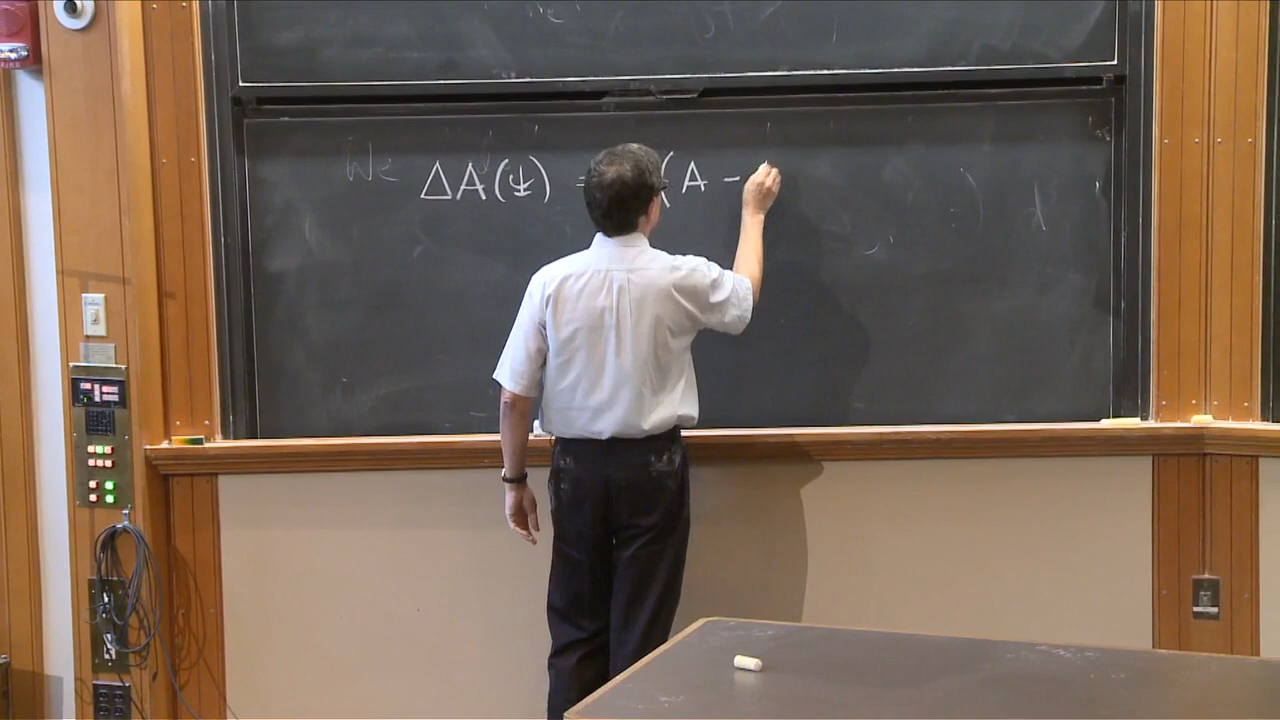 We ΔA(ψ) = (A -